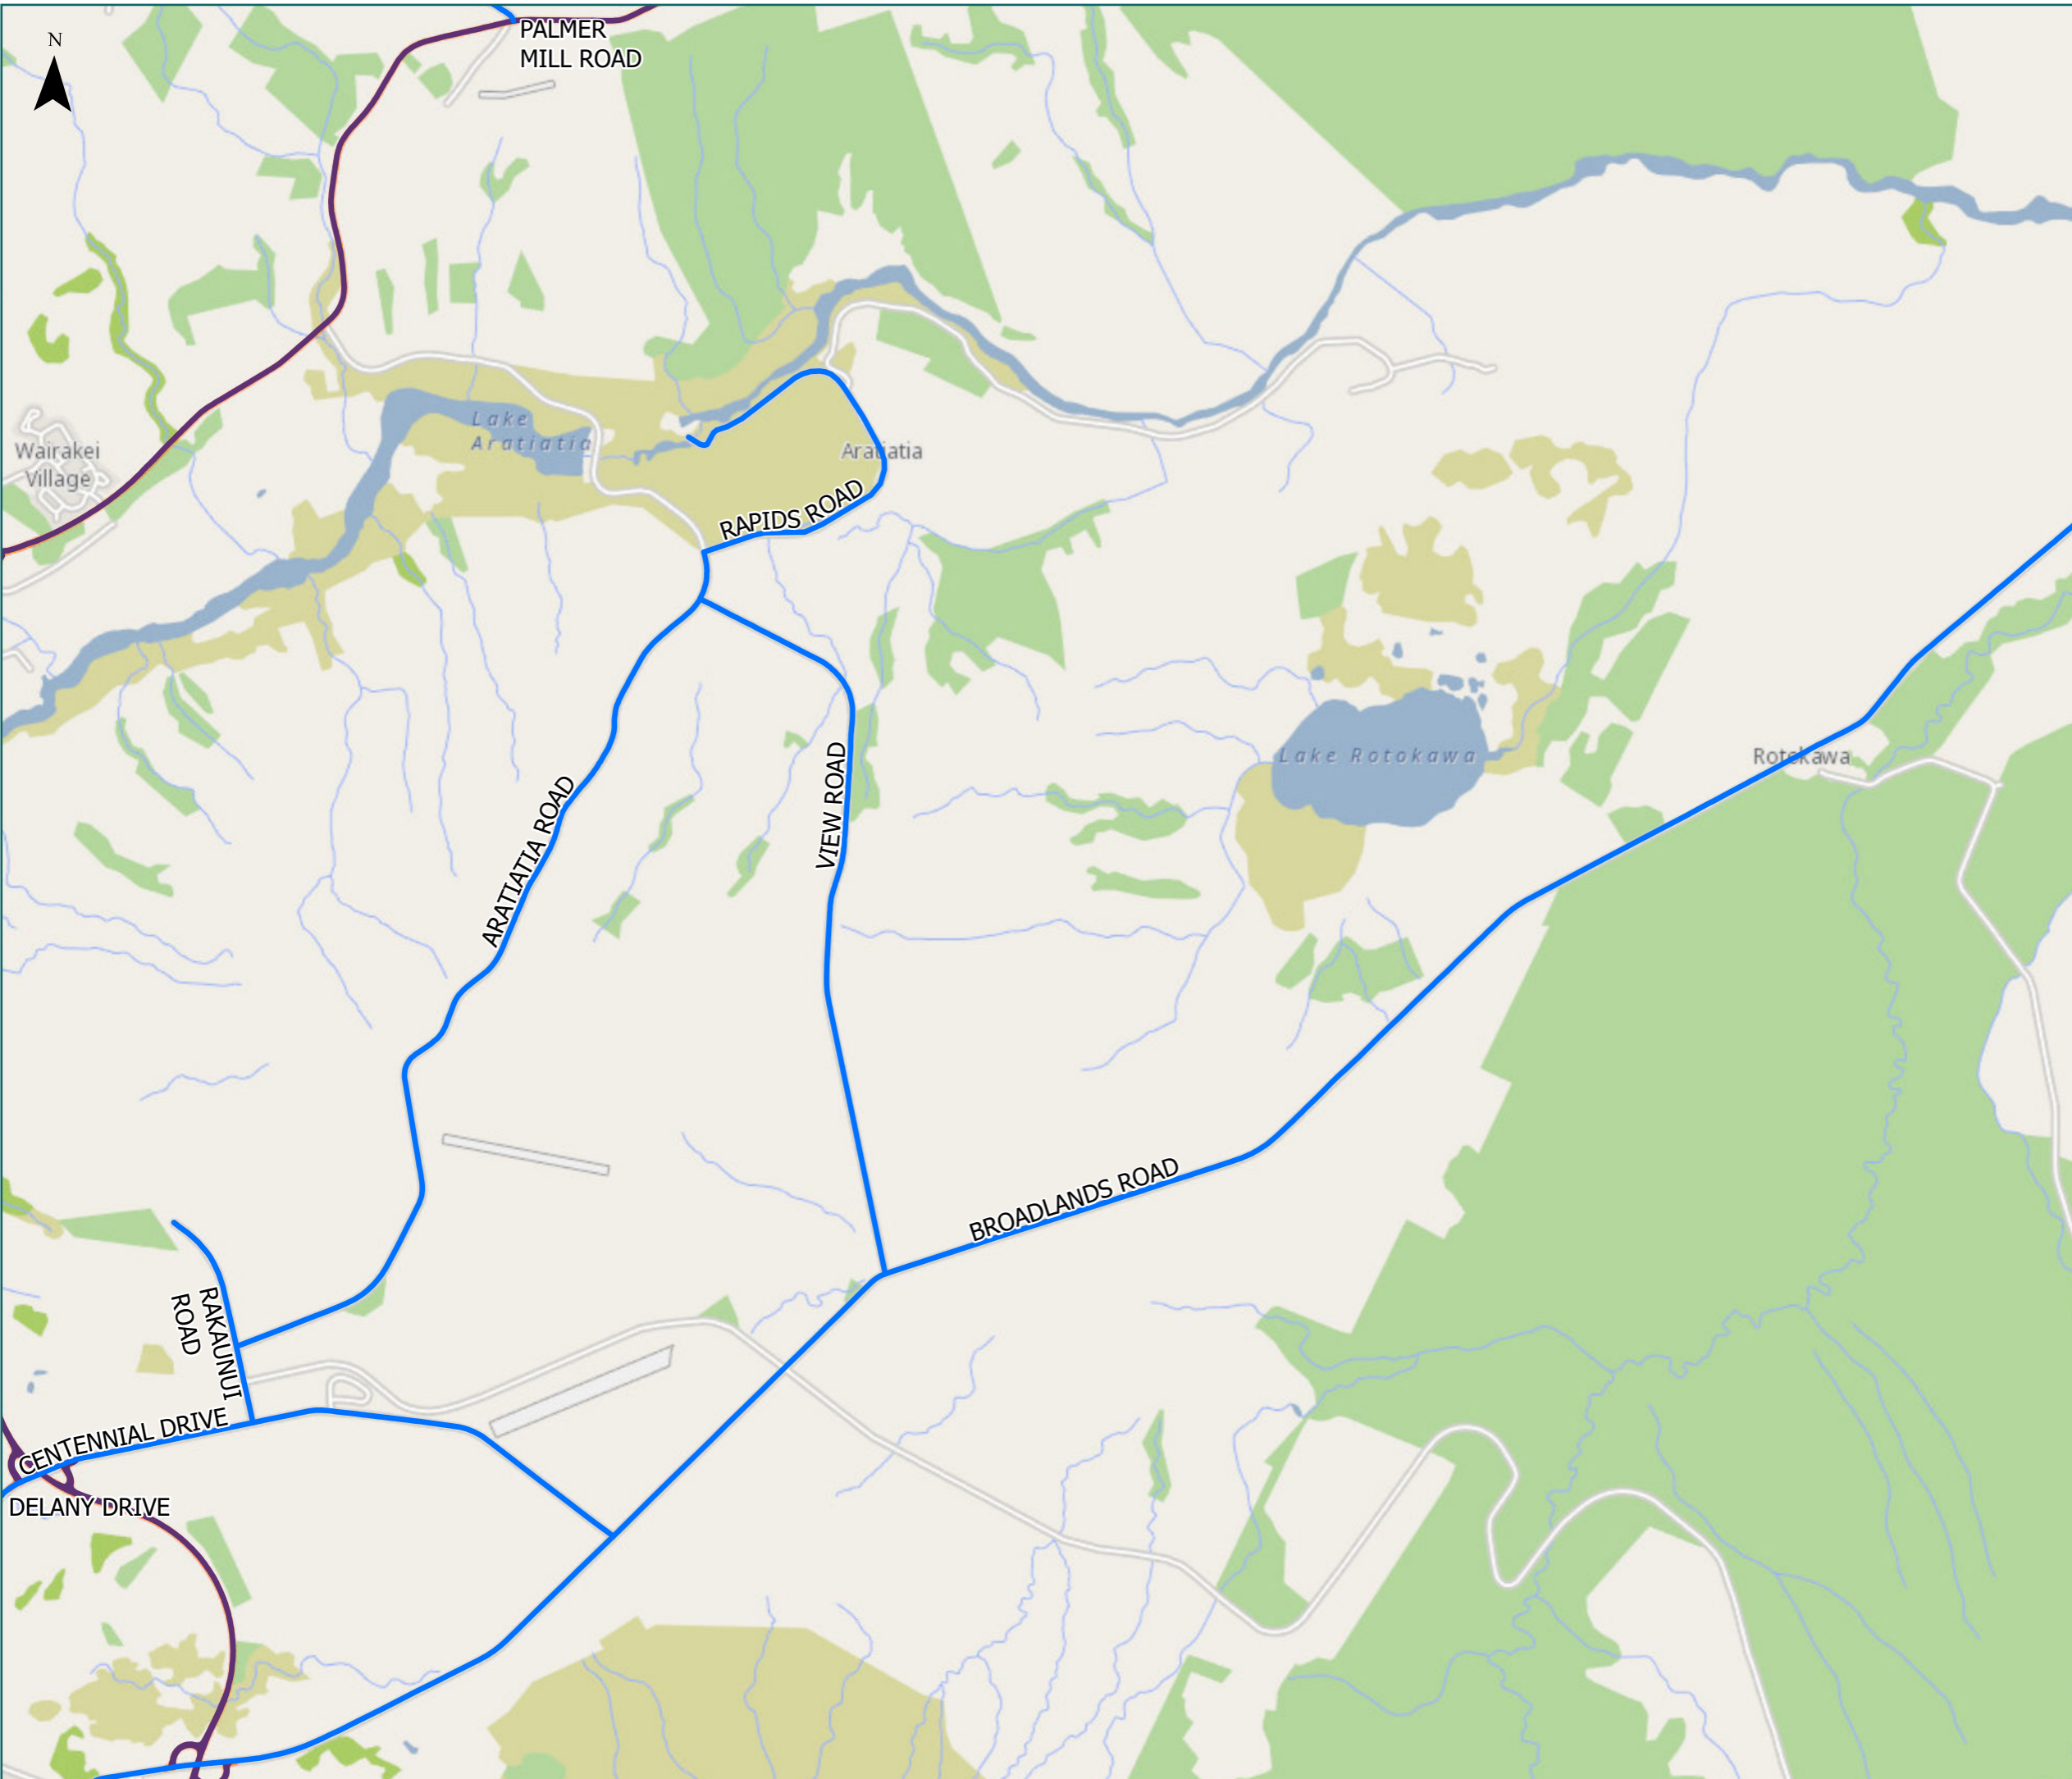 N
PALMER
MILL ROAD
Lake
Aratiatia
Wairakei
Village
Aratiatia
RAPIDS ROAD
Lake Rotokawa
Rotokawa
VIEW ROAD
ARATIATIA ROAD
BROADLANDS ROAD
RAKAUNUI
ROAD
CENTENNIAL DRIVE
DELANY DRIVE